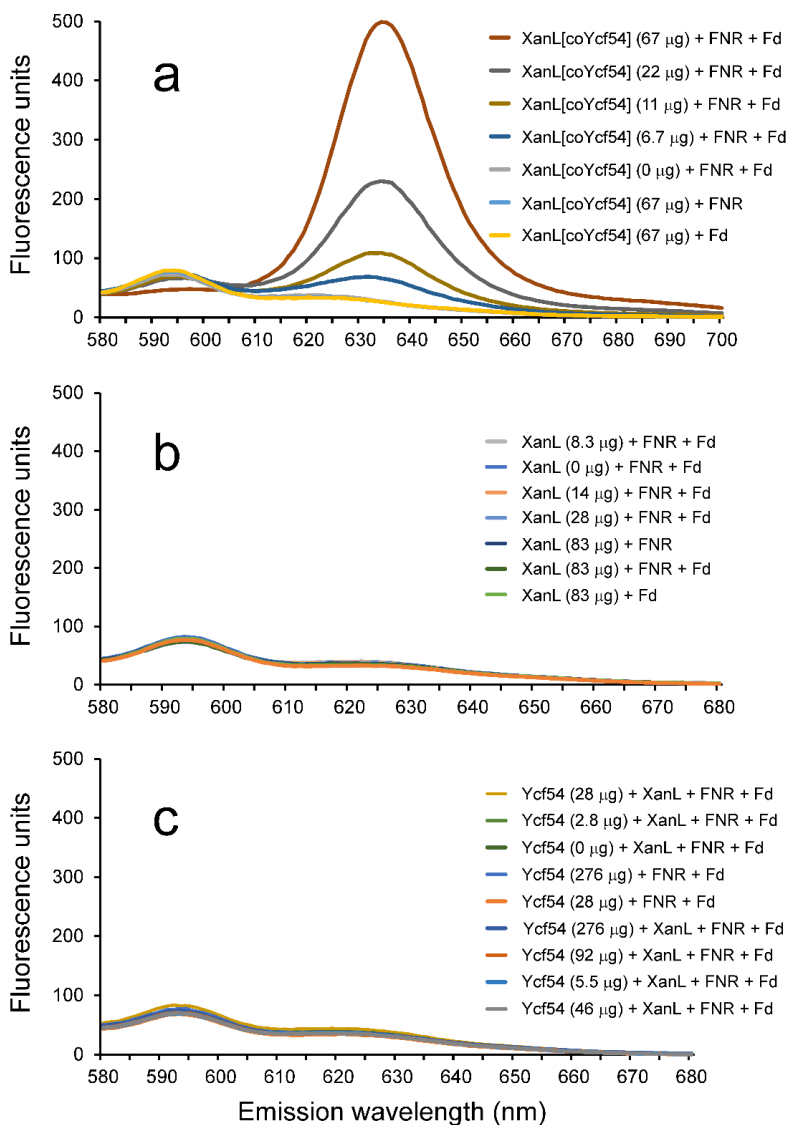 a
Fluorescence units
500
400
300
200
100
0
580 590 600 610 620 630 640 650 660 670 680 690 700
XanL[coYcf54] (67 μg) + FNR + Fd
XanL[coYcf54] (22 μg) + FNR + Fd
XanL[coYcf54] (11 μg) + FNR + Fd
XanL[coYcf54] (6.7 μg) + FNR + Fd
XanL[coYcf54] (0 μg) + FNR + Fd
XanL[coYcf54] (67 μg) + FNR
XanL[coYcf54] (67 μg) + Fd
b
Fluorescence units
500
400
300
200
100
0
580 590 600 610 620 630 640 650 660 670 680
XanL (8.3 μg) + FNR + Fd
XanL (0 μg) + FNR + Fd
XanL (14 μg) + FNR + Fd
XanL (28 μg) + FNR + Fd
XanL (83 μg) + FNR
XanL (83 μg) + FNR + Fd
XanL (83 μg) + Fd
c
Fluorescence units
500
400
300
200
100
0
580 590 600 610 620 630 640 650 660 670 680
Ycf54 (28 μg) + XanL + FNR + Fd
Ycf54 (2.8 μg) + XanL + FNR + Fd
Ycf54 (0 μg) + XanL + FNR + Fd
Ycf54 (276 μg) + FNR + Fd
Ycf54 (28 μg) + FNR + Fd
Ycf54 (276 μg) + XanL + FNR + Fd
Ycf54 (92 μg) + XanL + FNR + Fd
Ycf54 (5.5 μg) + XanL + FNR + Fd
Ycf54 (46 μg) + XanL + FNR + Fd
Emission wavelength (nm)